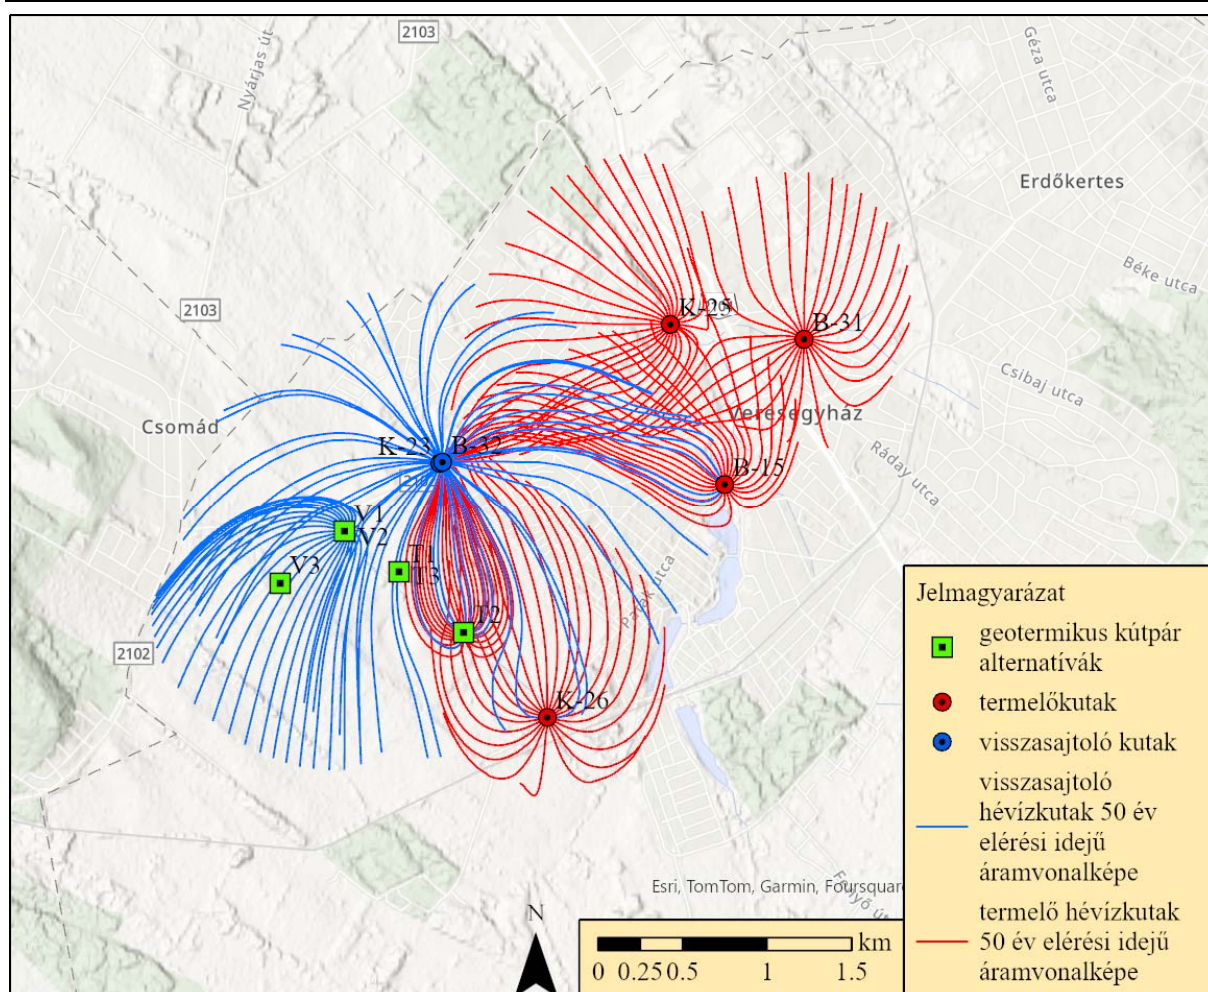 2103
Nyárjas út
Géza utca
Erdőkertes
Béke utca
2103
K-25
B-31
Csibaj utca
Veresegyház
Csomád
K-23
B-32
B-15
Ráday utca
V1
V2
V3
T1
T3
T2
Patak utca
2102
K-26
Jelmagyarázat
geotermikus kútpár
alternatívák
termelőkutak
visszasajtoló kutak
visszasajtoló
hévízkutak 50 év
elérési idejű
áramvonalképe
termelő hévízkutak
50 év elérési idejű
áramvonalképe
Esri, TomTom, Garmin, Foursquare
N
km
0 0.25 0.5 1 1.5